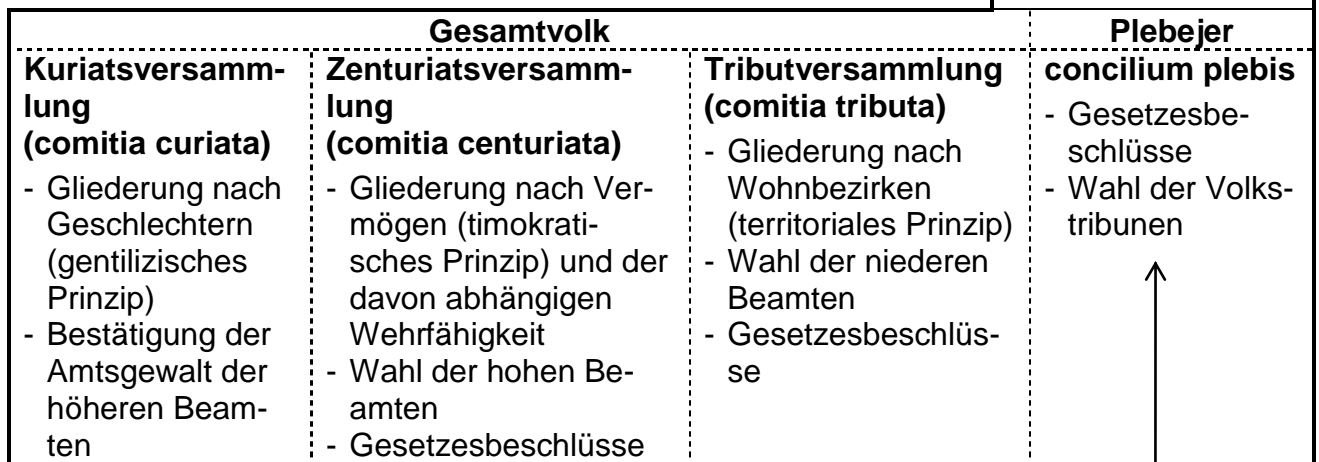 Gesamtvolk
Plebejer
Kuriatsversamm-
lung
(comitia curiata)
- Gliederung nach
Geschlechtern
(gentilizisches
Prinzip)
- Bestätigung der
Amtsgewalt der
höheren Beam-
ten
Zenturiatsversamm-
lung
(comitia centuriata)
- Gliederung nach Ver-
mögen (timokrati-
sches Prinzip) und der
davon abhängigen
Wehrfähigkeit
- Wahl der hohen Be-
amten
- Gesetzesbeschlüsse
Tributversammlung
(comitia tributa)
- Gliederung nach
Wohnbezirken
(territoriales Prinzip)
- Wahl der niederen
Beamten
- Gesetzesbeschlüs-
se
concilium plebis
- Gesetzesbe-
schlüsse
- Wahl der Volks-
tribunen